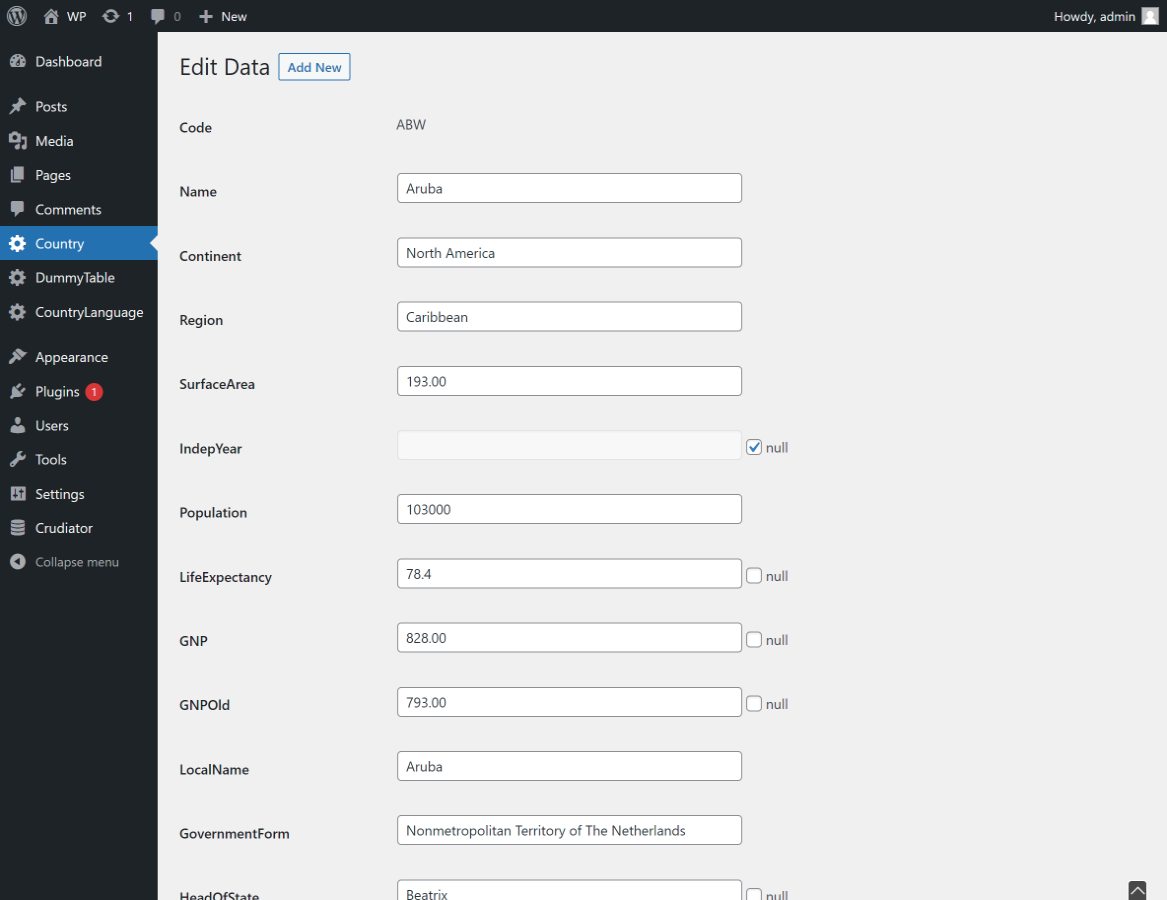 WP 1 0 New Howdy, admin
Dashboard
Posts
Media
Pages
Comments
Country
DummyTable
CountryLanguage
Appearance
Plugins 1
Users
Tools
Settings
Crudiator
Collapse menu
Edit Data Add New
Code ABW
Name Aruba
Continent North America
Region Caribbean
SurfaceArea 193.00
IndepYear null
Population 103000
LifeExpectancy 78.4 null
GNP 828.00 null
GNPOld 793.00 null
LocalName Aruba
GovernmentForm Nonmetropolitan Territory of The Netherlands
HeadOfState Beatrix null